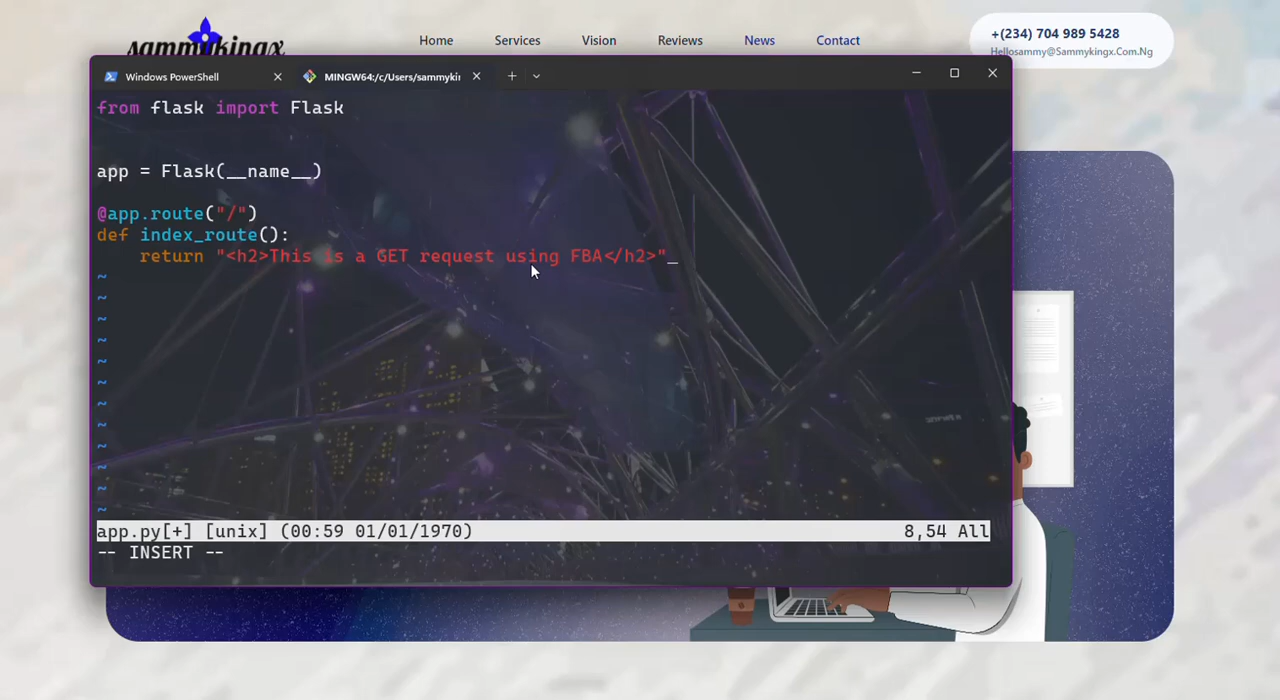 sammykingx
Home Services Vision Reviews News Contact
+(234) 704 989 5428
Hellosammy@Sammykingx.Com.Ng
Windows PowerShell
MINGW64:/c/Users/sammykin
from flask import Flask
app = Flask(__name__)
@app.route("/")
def index_route():
return "<h2>This is a GET request using FBA</h2>"_
~
~
~
~
~
~
~
~
~
~
~
~
app.py[+] [unix] (00:59 01/01/1970) 8,54 All
-- INSERT --